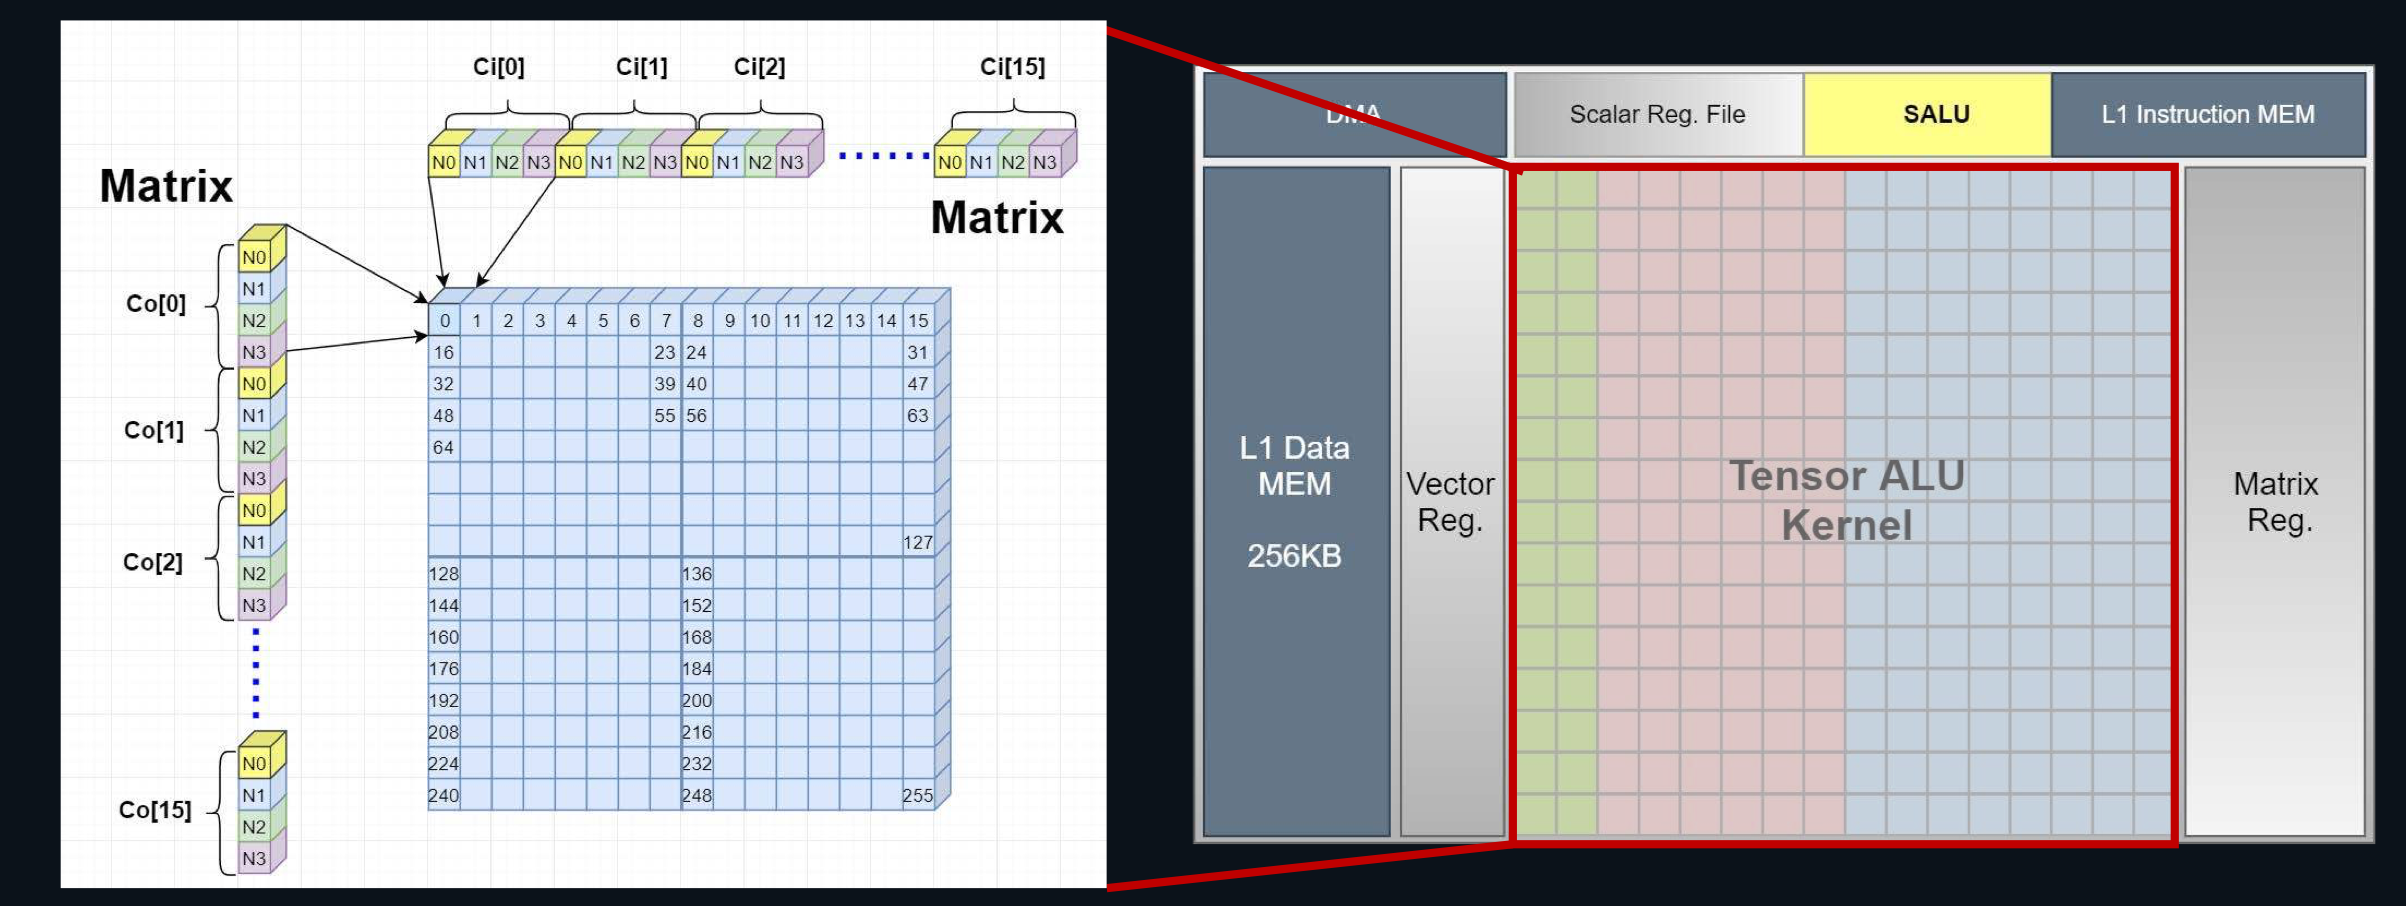 Ci[0] Ci[1] Ci[2] Ci[15]
N0 N1 N2 N3 N0 N1 N2 N3 N0 N1 N2 N3 N0 N1 N2 N3
Matrix
Matrix
Co[0]
N0
N1
N2
N3
Co[1]
N0
N1
N2
N3
Co[2]
N0
N1
N2
N3
Co[15]
N0
N1
N2
N3
0 1 2 3 4 5 6 7 8 9 10 11 12 13 14 15
16 23 24 31
32 39 40 47
48 55 56 63
64
127
128 136
144 152
160 168
176 184
192 200
208 216
224 232
240 248 255
DMA
Scalar Reg. File
SALU
L1 Instruction MEM
L1 Data
MEM
256KB
Vector
Reg.
Tensor ALU
Kernel
Matrix
Reg.